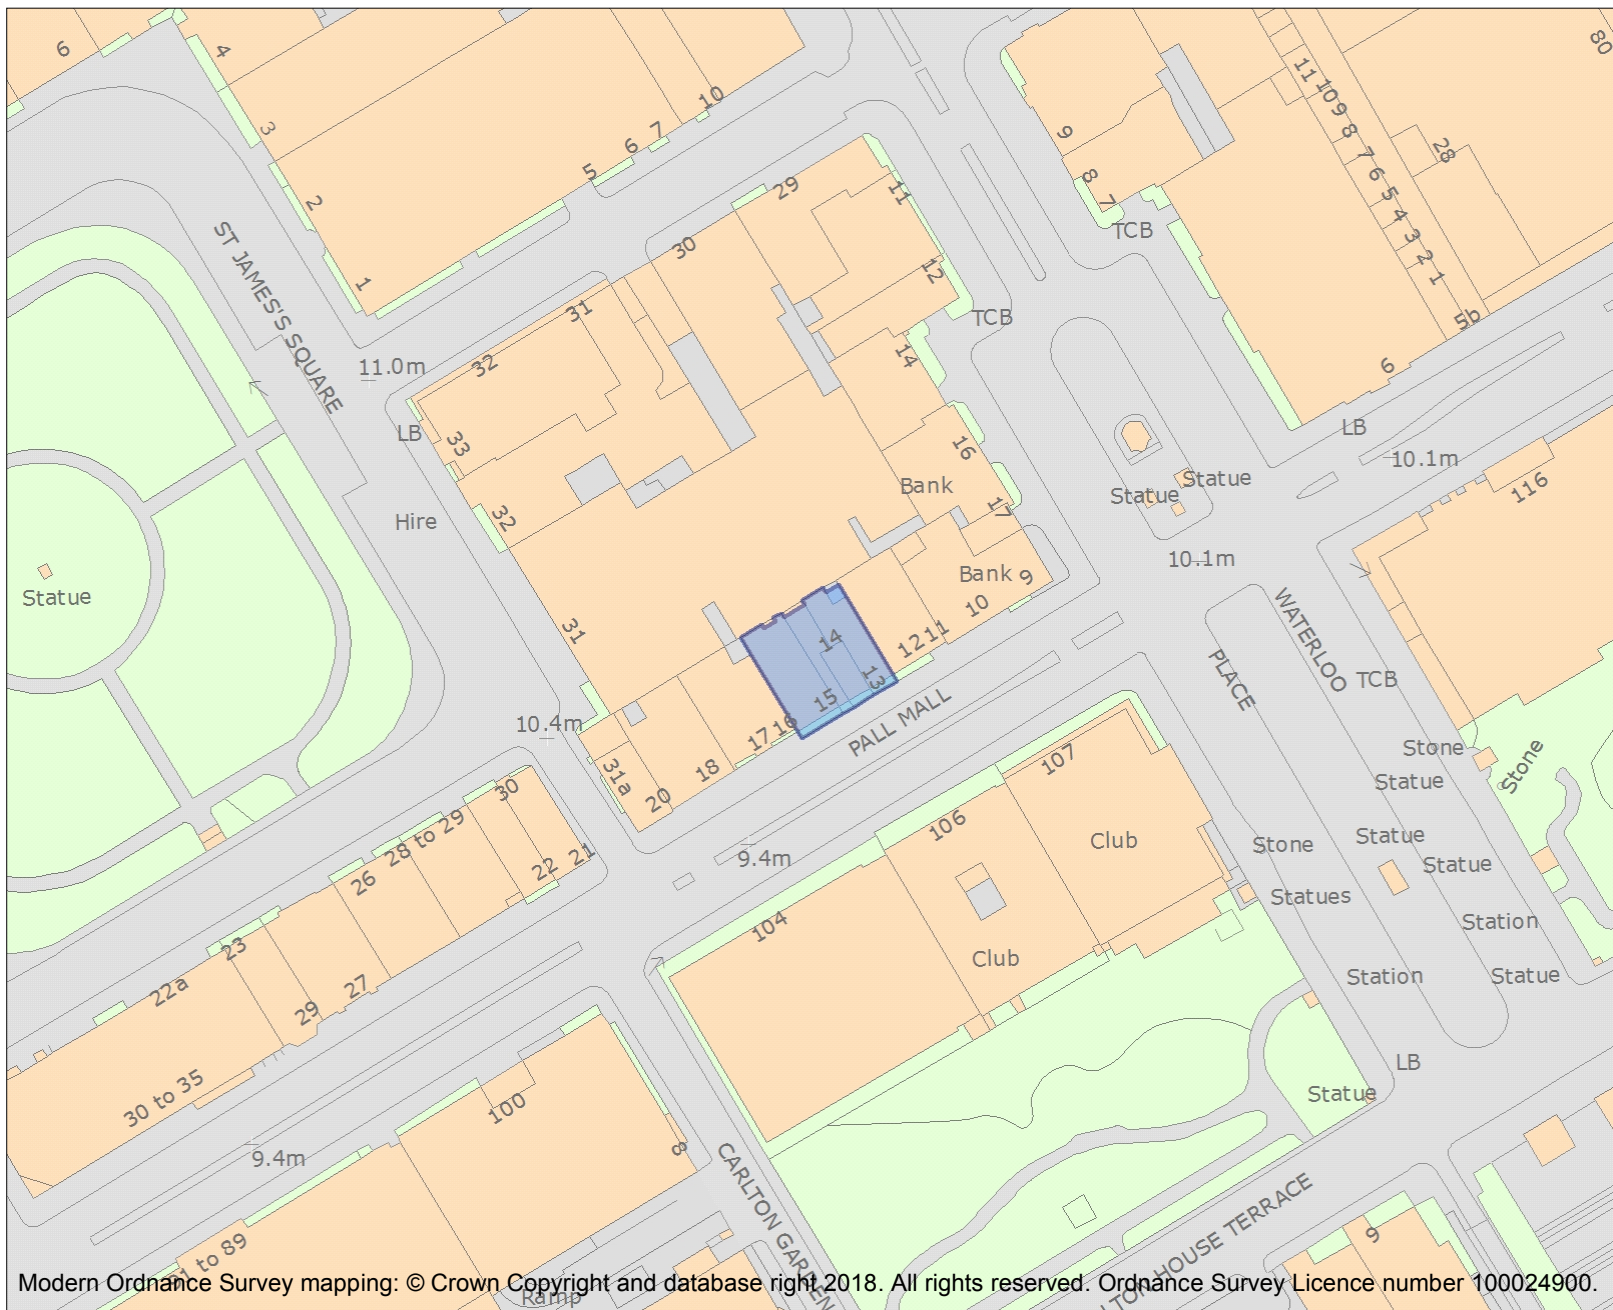 6
4
3
2
1
5
6
7
10
29
11
12
30
31
32
33
32
31
31a
ST JAMES'S SQUARE
11.0m
LB
Hire
Statue
10.4m
9
8
7
TCB
TCB
11
10
9
8
7
6
5
4
3
2
1
28
80
5b
6
LB
10.1m
116
14
16
Bank
17
Statue
Statue
10.1m
Bank
9
10
11
12
14
13
15
16
17
18
20
PALL MALL
WATERLOO
PLACE
TCB
Stone
Stone
Statue
Statue
Stone
Statue
Statues
Station
Station
Statue
LB
Statue
107
106
104
Club
Club
9.4m
30
28 to 29
26
23
22a
21
22
27
29
30 to 35
9.4m
100
8
91 to 89
CARLTON GARDEN
LTON HOUSE TERRACE
9
Ramp
Modern Ordnance Survey mapping: © Crown Copyright and database right 2018. All rights reserved. Ordnance Survey Licence number 100024900.